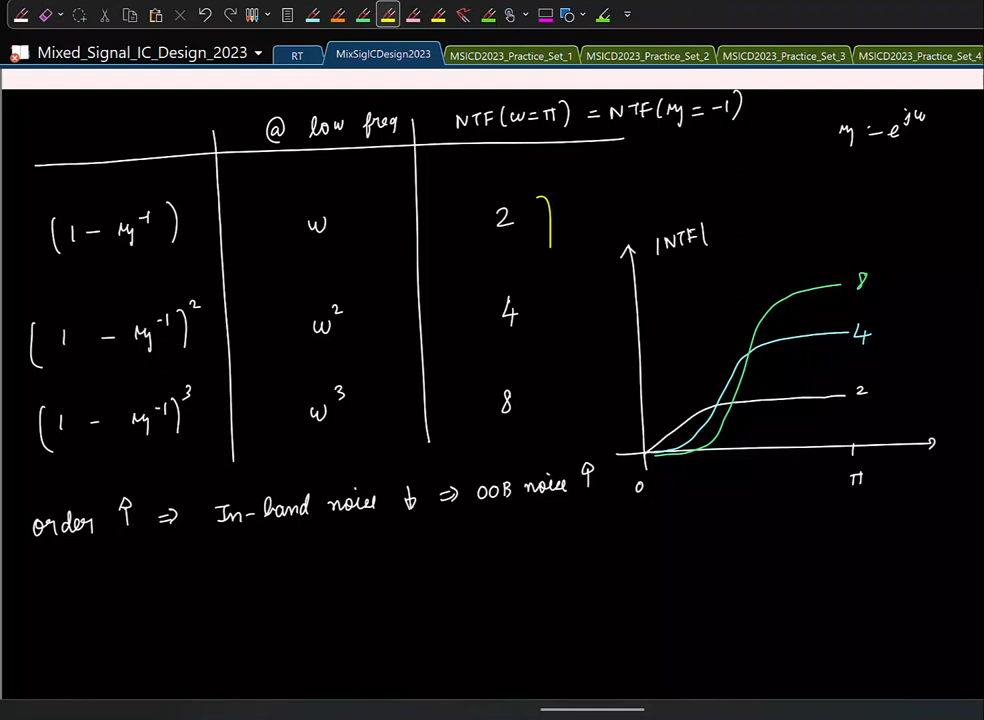 Mixed_Signal_IC_Design_2023 RT MixSigICDesign2023 MSICD2023_Practice_Set_1 MSICD2023_Practice_Set_2 MSICD2023_Practice_Set_3 MSICD2023_Practice_Set_4
@ low freq NTF(ω=π) = NTF(z=-1) z = e^jω
(1 - z^-1) ω 2
|NTF|
(1 - z^-1)^2 ω^2 4
(1 - z^-1)^3 ω^3 8
8
4
2
0 π
order ↑ ⇒ In-band noise ↓ ⇒ OOB noise ↑